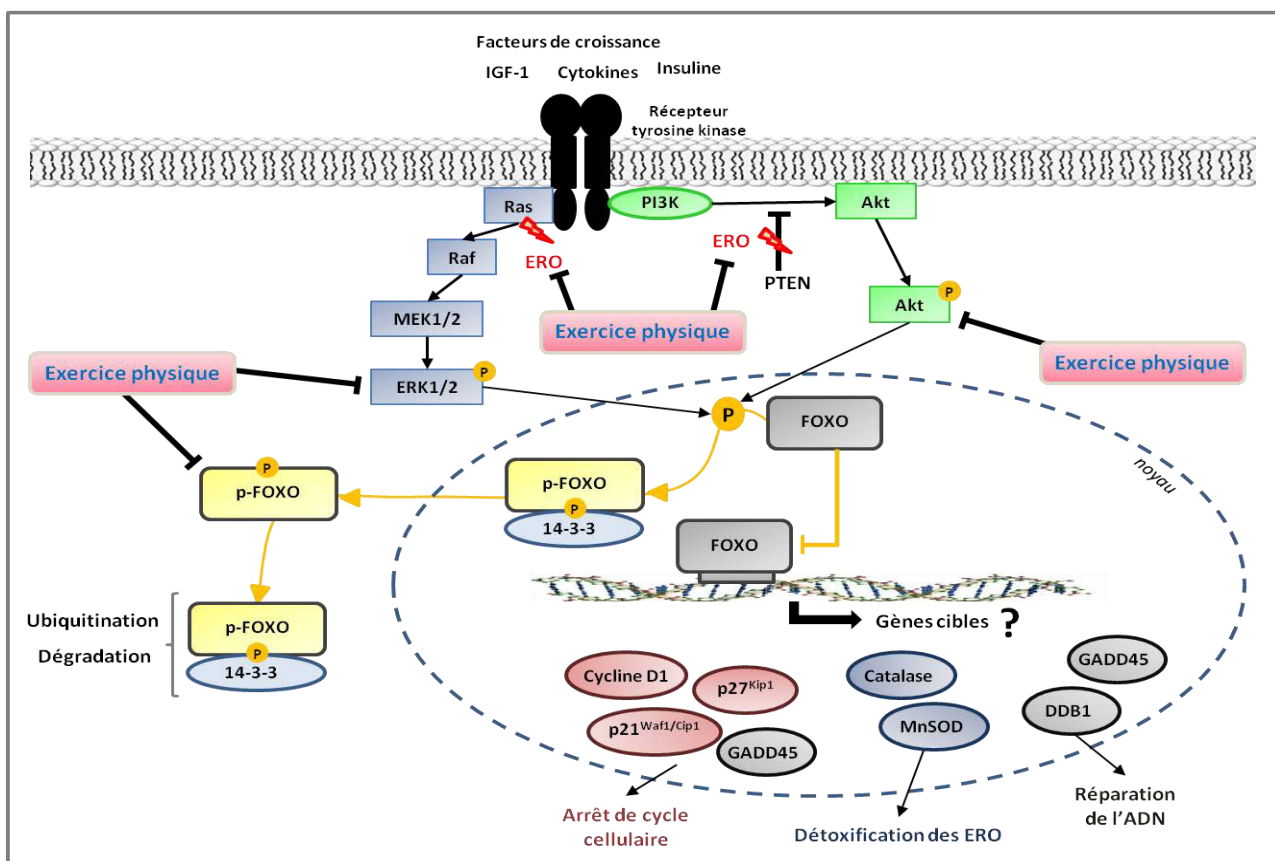 Facteurs de croissance
IGF-1 Cytokines Insuline
Récepteur
tyrosine kinase
Ras
PI3K
Akt
ERO
ERO
Raf
PTEN
Akt
P
MEK1/2
Exercice physique
Exercice physique
Exercice physique
ERK1/2
P
P
FOXO
noyau
P
p-FOXO
p-FOXO
P
14-3-3
FOXO
Gènes cibles ?
Ubiquitination
Dégradation
p-FOXO
P
14-3-3
Cycline D1
p27Kip1
p21Waf1/Cip1
GADD45
Catalase
MnSOD
GADD45
DDB1
Arrêt de cycle
cellulaire
Détoxification des ERO
Réparation
de l'ADN